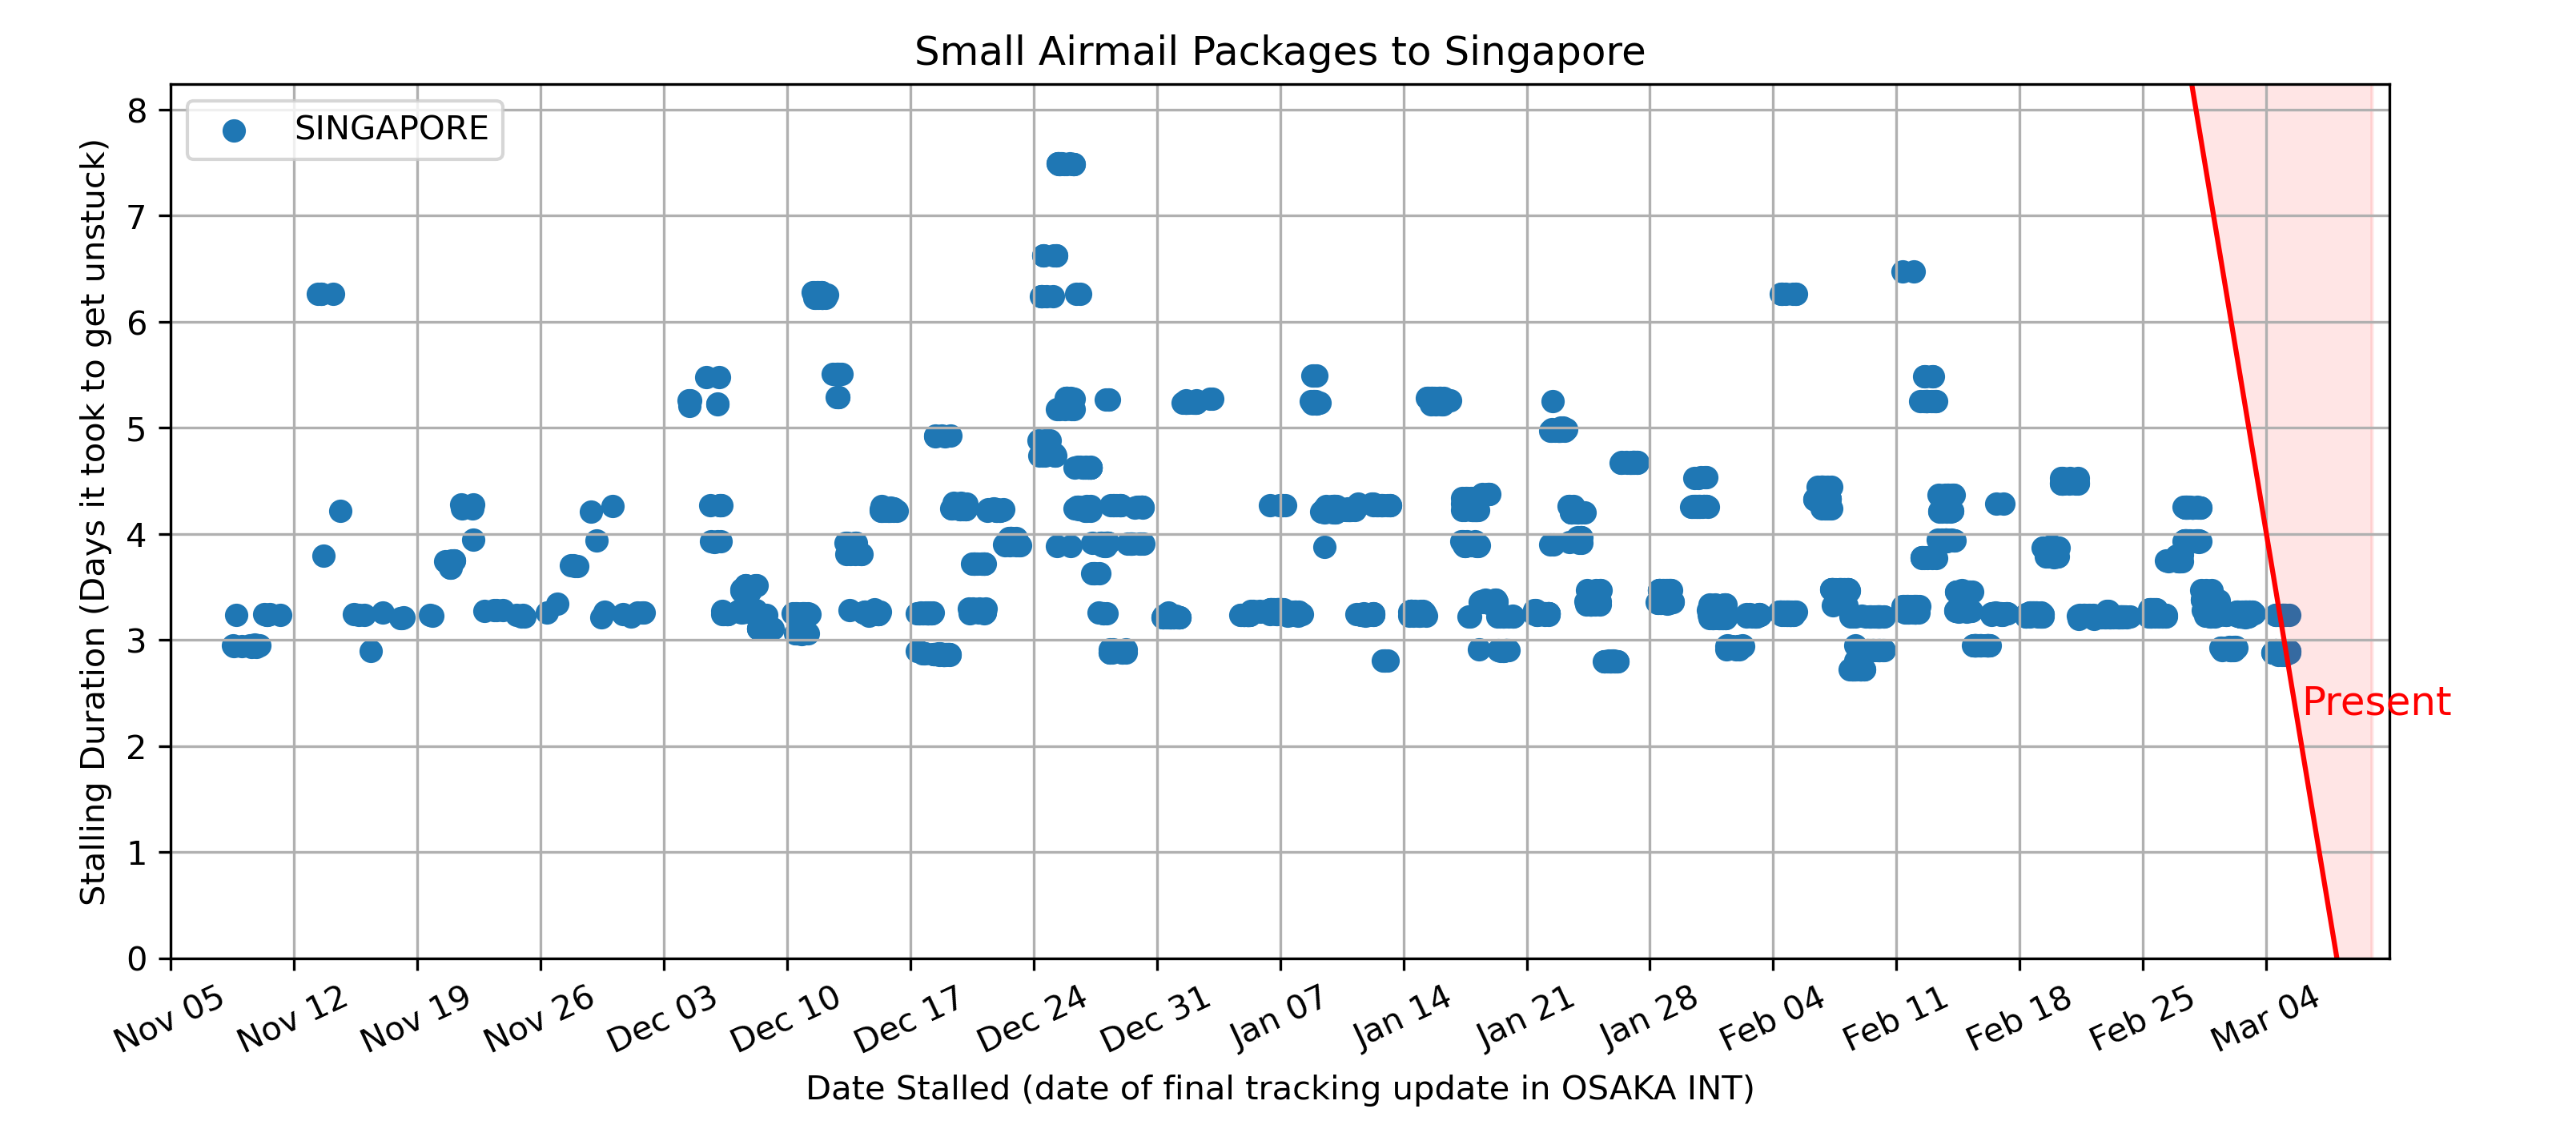 Small Airmail Packages to Singapore
SINGAPORE
Stalling Duration (Days it took to get unstuck)
8
7
6
5
4
3
2
1
0
Present
Nov 05
Nov 12
Nov 19
Nov 26
Dec 03
Dec 10
Dec 17
Dec 24
Dec 31
Jan 07
Jan 14
Jan 21
Jan 28
Feb 04
Feb 11
Feb 18
Feb 25
Mar 04
Date Stalled (date of final tracking update in OSAKA INT)